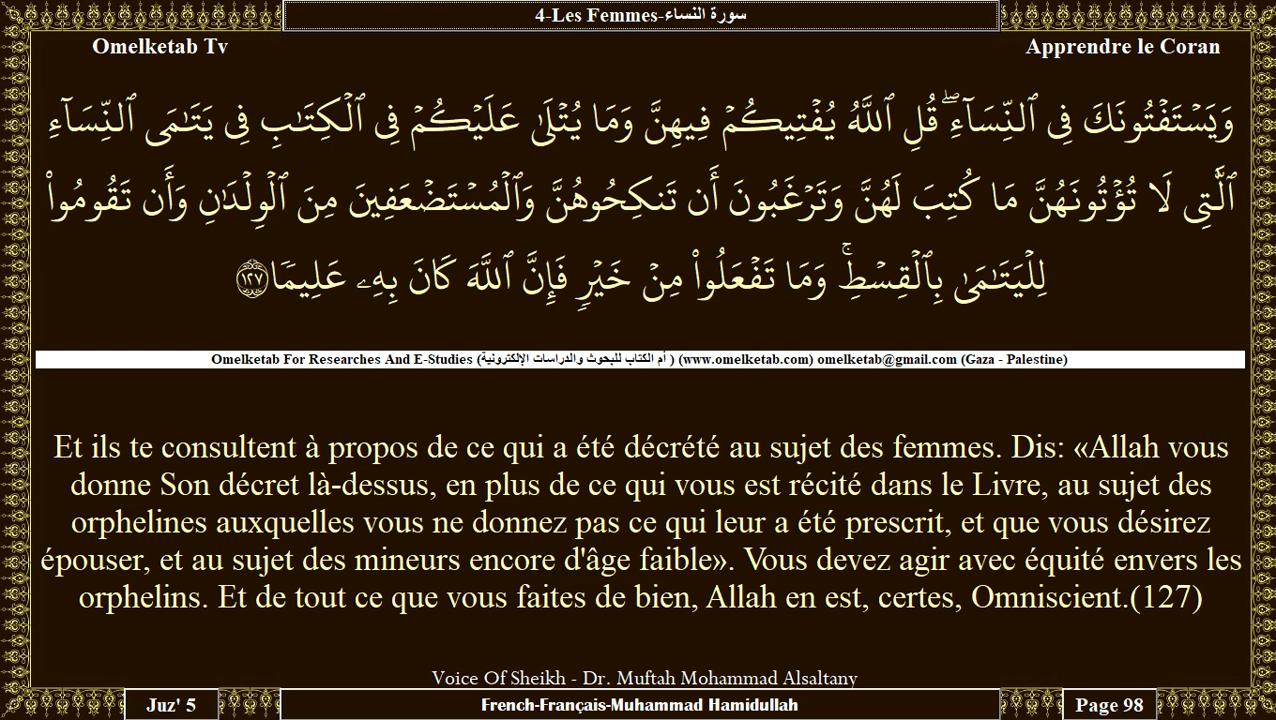 4-Les Femmes-سورة النساء
Omelketab Tv
Apprendre le Coran
وَيَسۡتَفۡتُونَكَ فِي ٱلنِّسَآءِۖ قُلِ ٱللَّهُ يُفۡتِيكُمۡ فِيهِنَّ وَمَا يُتۡلَىٰ عَلَيۡكُمۡ فِي ٱلۡكِتَٰبِ فِي يَتَٰمَى ٱلنِّسَآءِ
ٱلَّٰتِي لَا تُؤۡتُونَهُنَّ مَا كُتِبَ لَهُنَّ وَتَرۡغَبُونَ أَن تَنكِحُوهُنَّ وَٱلۡمُسۡتَضۡعَفِينَ مِنَ ٱلۡوِلۡدَٰنِ وَأَن تَقُومُواْ
لِلۡيَتَٰمَىٰ بِٱلۡقِسۡطِۚ وَمَا تَفۡعَلُواْ مِنۡ خَيۡرٖ فَإِنَّ ٱللَّهَ كَانَ بِهِۦ عَلِيمٗا ١٢٧
Omelketab For Researches And E-Studies (أم الكتاب للبحوث والدراسات الإلكترونية ) (www.omelketab.com) omelketab@gmail.com (Gaza - Palestine)
Et ils te consultent à propos de ce qui a été décrété au sujet des femmes. Dis: «Allah vous
donne Son décret là-dessus, en plus de ce qui vous est récité dans le Livre, au sujet des
orphelines auxquelles vous ne donnez pas ce qui leur a été prescrit, et que vous désirez
épouser, et au sujet des mineurs encore d'âge faible». Vous devez agir avec équité envers les
orphelins. Et de tout ce que vous faites de bien, Allah en est, certes, Omniscient.(127)
Voice Of Sheikh - Dr. Muftah Mohammad Alsaltany
Juz' 5
French-Français-Muhammad Hamidullah
Page 98